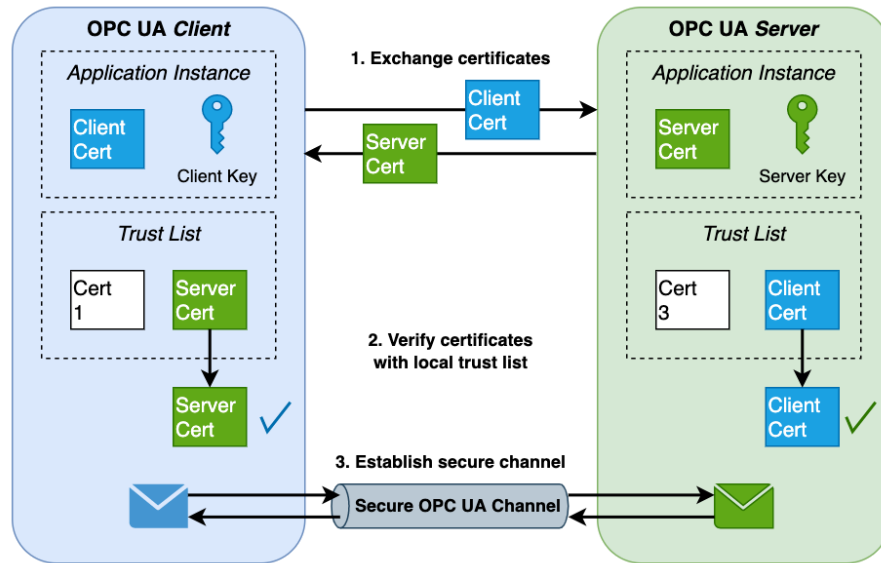 OPC UA Client
Application Instance
Client
Cert
Client Key
Trust List
Cert
1
Server
Cert
Server
Cert
1. Exchange certificates
Client
Cert
Server
Cert
2. Verify certificates
with local trust list
3. Establish secure channel
Secure OPC UA Channel
OPC UA Server
Application Instance
Server
Cert
Server Key
Trust List
Cert
3
Client
Cert
Client
Cert